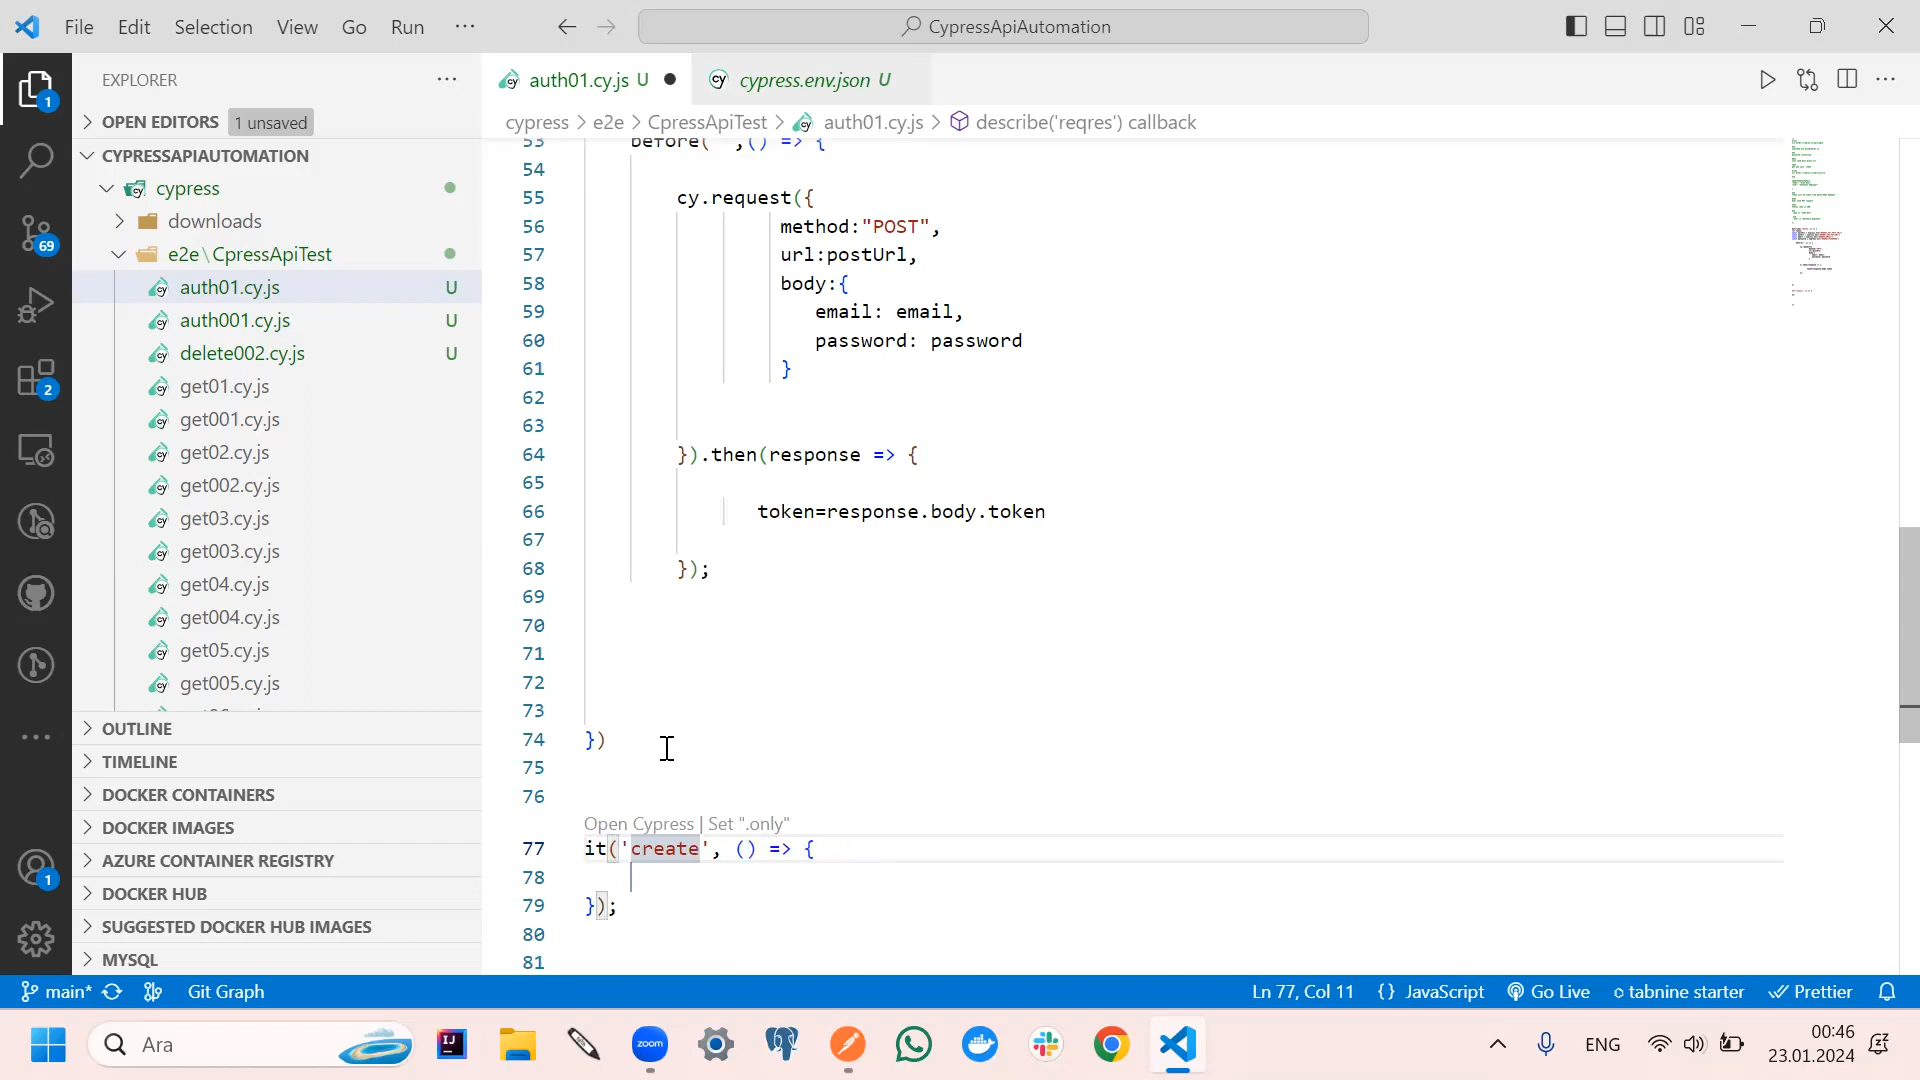 File Edit Selection View Go Run ···
CypressApiAutomation
EXPLORER
auth01.cy.js U
cypress.env.json U
OPEN EDITORS 1 unsaved
cypress > e2e > CpressApiTest > auth01.cy.js > describe('reqres') callback
CYPRESSAPIAUTOMATION
cypress
downloads
e2e\CpressApiTest
auth01.cy.js U
auth001.cy.js U
delete002.cy.js U
get01.cy.js
get001.cy.js
get02.cy.js
get002.cy.js
get03.cy.js
get003.cy.js
get04.cy.js
get004.cy.js
get05.cy.js
get005.cy.js
OUTLINE
TIMELINE
DOCKER CONTAINERS
DOCKER IMAGES
AZURE CONTAINER REGISTRY
DOCKER HUB
SUGGESTED DOCKER HUB IMAGES
MYSQL
1
69
2
1
53 before( ,() => {
54
55 cy.request({
56 method:"POST",
57 url:postUrl,
58 body:{
59 email: email,
60 password: password
61 }
62
63
64 }).then(response => {
65
66 token=response.body.token
67
68 });
69
70
71
72
73
74 })
75
76
Open Cypress | Set ".only"
77 it('create', () => {
78
79 });
80
81
main* Git Graph
Ln 77, Col 11 {} JavaScript Go Live tabnine starter Prettier
Ara
zoom
ENG
00:46
23.01.2024